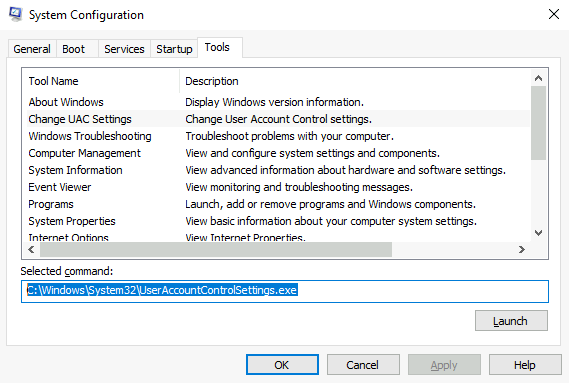 System Configuration
General Boot Services Startup Tools
Tool Name Description
About Windows Display Windows version information.
Change UAC Settings Change User Account Control settings.
Windows Troubleshooting Troubleshoot problems with your computer.
Computer Management View and configure system settings and components.
System Information View advanced information about hardware and software settings.
Event Viewer View monitoring and troubleshooting messages.
Programs Launch, add or remove programs and Windows components.
System Properties View basic information about your computer system settings.
Internet Options View Internet Properties.
Selected command:
C:\Windows\System32\UserAccountControlSettings.exe
Launch
OK Cancel Apply Help